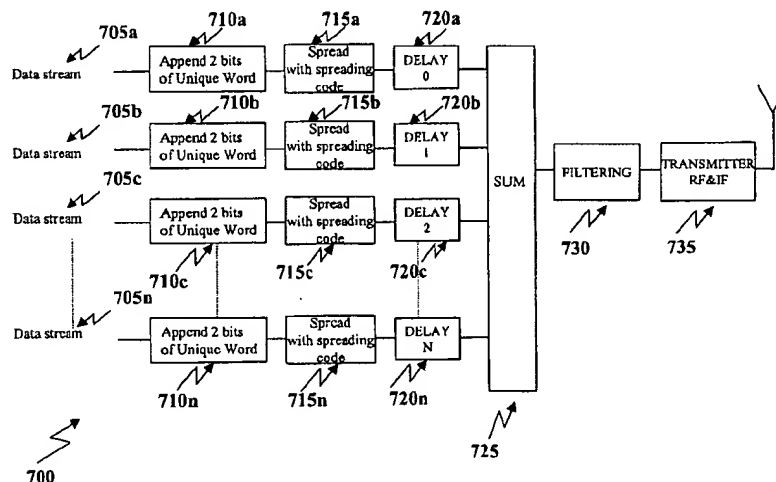 710a 715a 720a
705a
Data stream
Append 2 bits
of Unique Word
Spread
with spreading
code
DELAY
0
710b 715b 720b
705b
Data stream
Append 2 bits
of Unique Word
Spread
with spreading
code
DELAY
1
705c
Data stream
Append 2 bits
of Unique Word
Spread
with spreading
code
DELAY
2
710c 715c 720c
705n
Data stream
Append 2 bits
of Unique Word
Spread
with spreading
code
DELAY
N
710n 715n 720n
SUM
725
FILTERING
730
TRANSMITTER
RF&IF
735
700